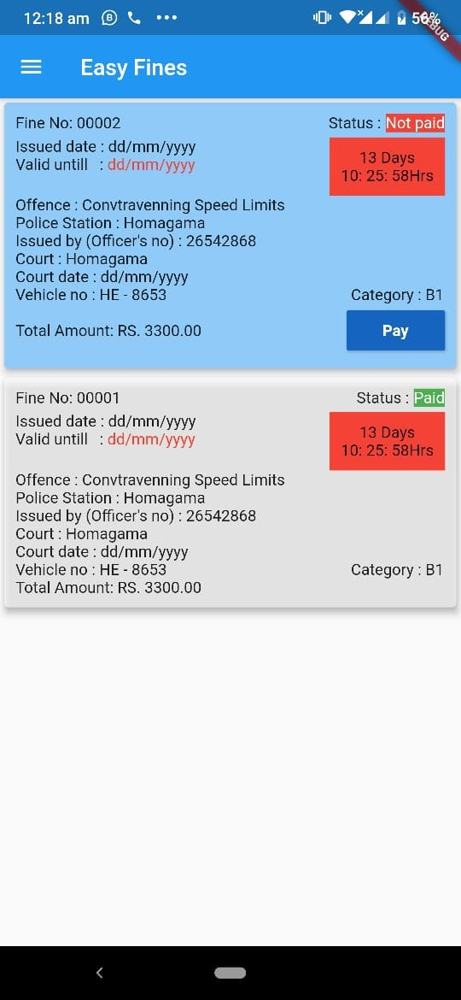 12:18 am 56%
DEBUG
Easy Fines
Fine No: 00002 Status : Not paid
Issued date : dd/mm/yyyy
Valid untill : dd/mm/yyyy
13 Days
10: 25: 58Hrs
Offence : Convtravenning Speed Limits
Police Station : Homagama
Issued by (Officer's no) : 26542868
Court : Homagama
Court date : dd/mm/yyyy
Vehicle no : HE - 8653 Category : B1
Total Amount: RS. 3300.00 Pay
Fine No: 00001 Status : Paid
Issued date : dd/mm/yyyy
Valid untill : dd/mm/yyyy
13 Days
10: 25: 58Hrs
Offence : Convtravenning Speed Limits
Police Station : Homagama
Issued by (Officer's no) : 26542868
Court : Homagama
Court date : dd/mm/yyyy
Vehicle no : HE - 8653 Category : B1
Total Amount: RS. 3300.00